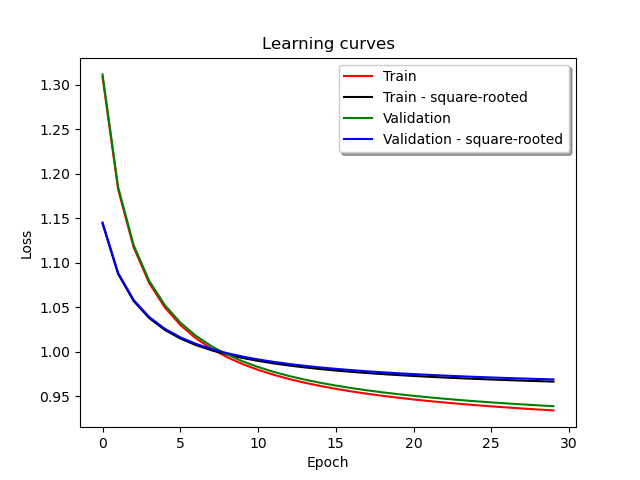 Learning curves
Train
Train - square-rooted
Validation
Validation - square-rooted
1.30
1.25
1.20
1.15
1.10
1.05
1.00
0.95
Loss
0 5 10 15 20 25 30
Epoch